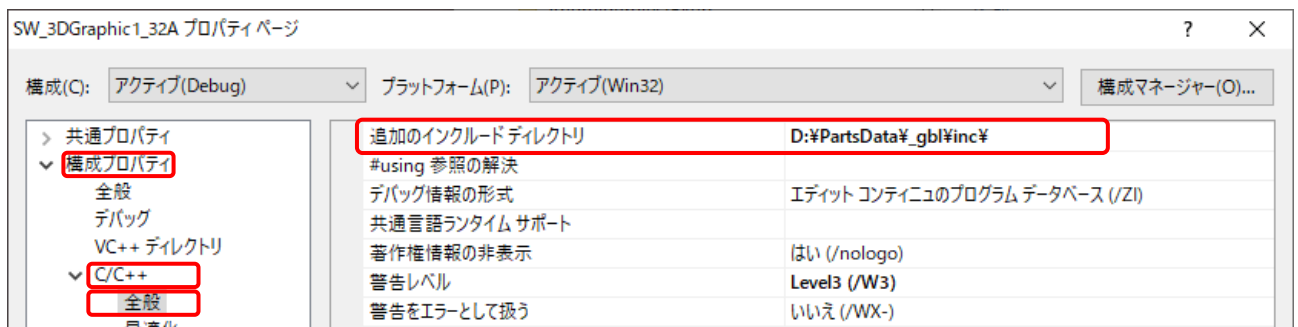 SW_3DGraphic1_32A プロパティ ページ
? ×
構成(C): アクティブ(Debug) プラットフォーム(P): アクティブ(Win32) 構成マネージャー(O)...
> 共通プロパティ
構成プロパティ
全般
デバッグ
VC++ ディレクトリ
C/C++
全般
最適化
追加のインクルード ディレクトリ D:¥PartsData¥_gbl¥inc¥
#using 参照の解決
デバッグ情報の形式 エディット コンティニュのプログラム データベース (/ZI)
共通言語ランタイム サポート
著作権情報の非表示 はい (/nologo)
警告レベル Level3 (/W3)
警告をエラーとして扱う いいえ (/WX-)